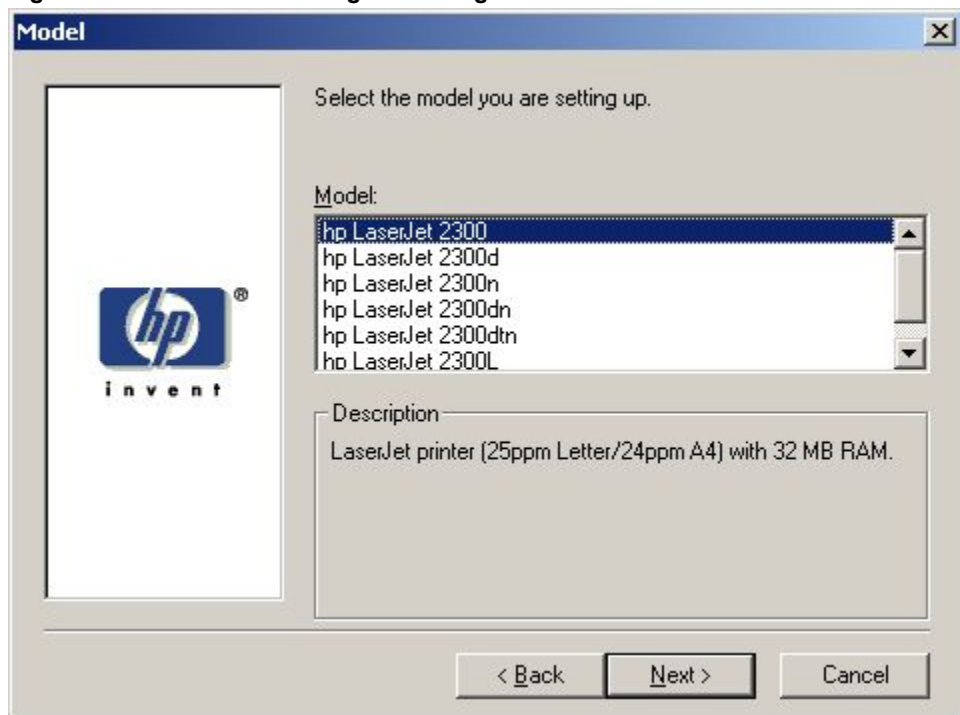 Model
Select the model you are setting up.
Model:
hp LaserJet 2300
hp LaserJet 2300d
hp LaserJet 2300n
hp LaserJet 2300dn
hp LaserJet 2300dtn
hp LaserJet 2300L
hp ®
invent
Description
LaserJet printer (25ppm Letter/24ppm A4) with 32 MB RAM.
< Back
Next >
Cancel